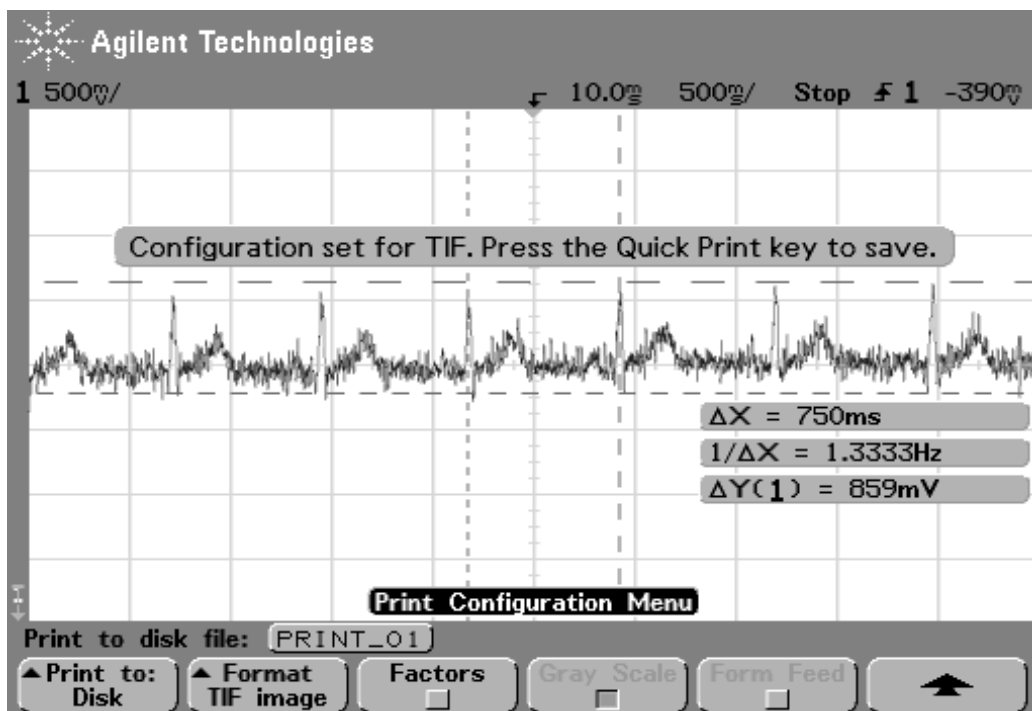 Agilent Technologies
1 500mV/ 10.0ms 500ms/ Stop 1 -390mV
Configuration set for TIF. Press the Quick Print key to save.
ΔX = 750ms
1/ΔX = 1.3333Hz
ΔY(1) = 859mV
Print Configuration Menu
Print to disk file: PRINT_01
Print to: Format Factors Gray Scale Form Feed
Disk TIF image